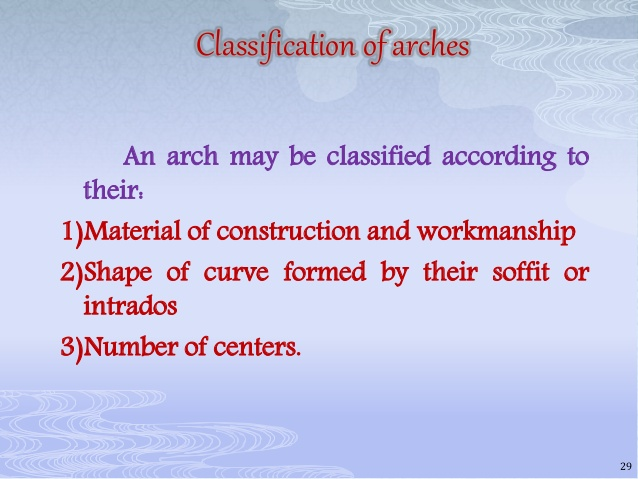 Classification of arches
An arch may be classified according to
their:
1)Material of construction and workmanship
2)Shape of curve formed by their soffit or
intrados
3)Number of centers.
29